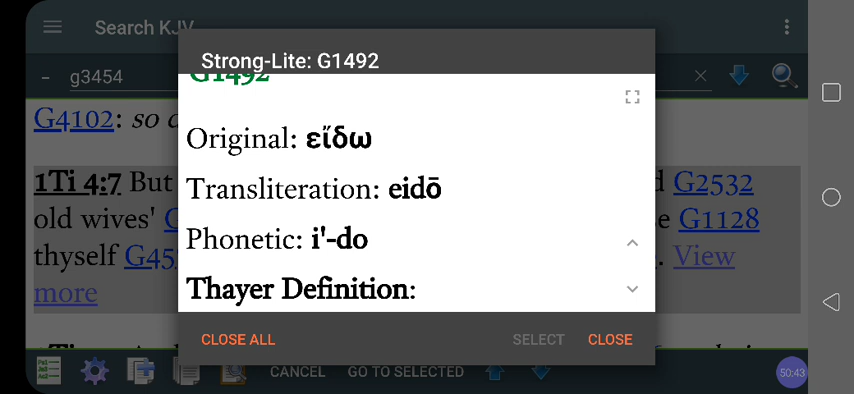 Search KJV
Strong-Lite: G1492
- g3454
G1492
G4102: so
Original: εἴδω
1Ti 4:7 But
G2532
Transliteration: eidō
old wives'
G1128
Phonetic: i'-do
thyself
View
more
Thayer Definition:
CLOSE ALL
SELECT
CLOSE
CANCEL
GO TO SELECTED
50:43